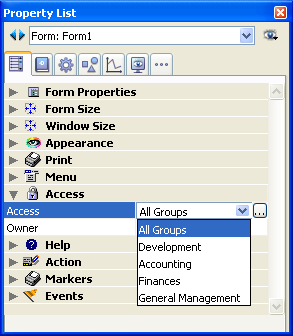 Property List
Form: Form1
Form Properties
Form Size
Window Size
Appearance
Print
Menu
Access
Access All Groups ...
Owner All Groups
Development
Accounting
Finances
General Management
Help
Action
Markers
Events